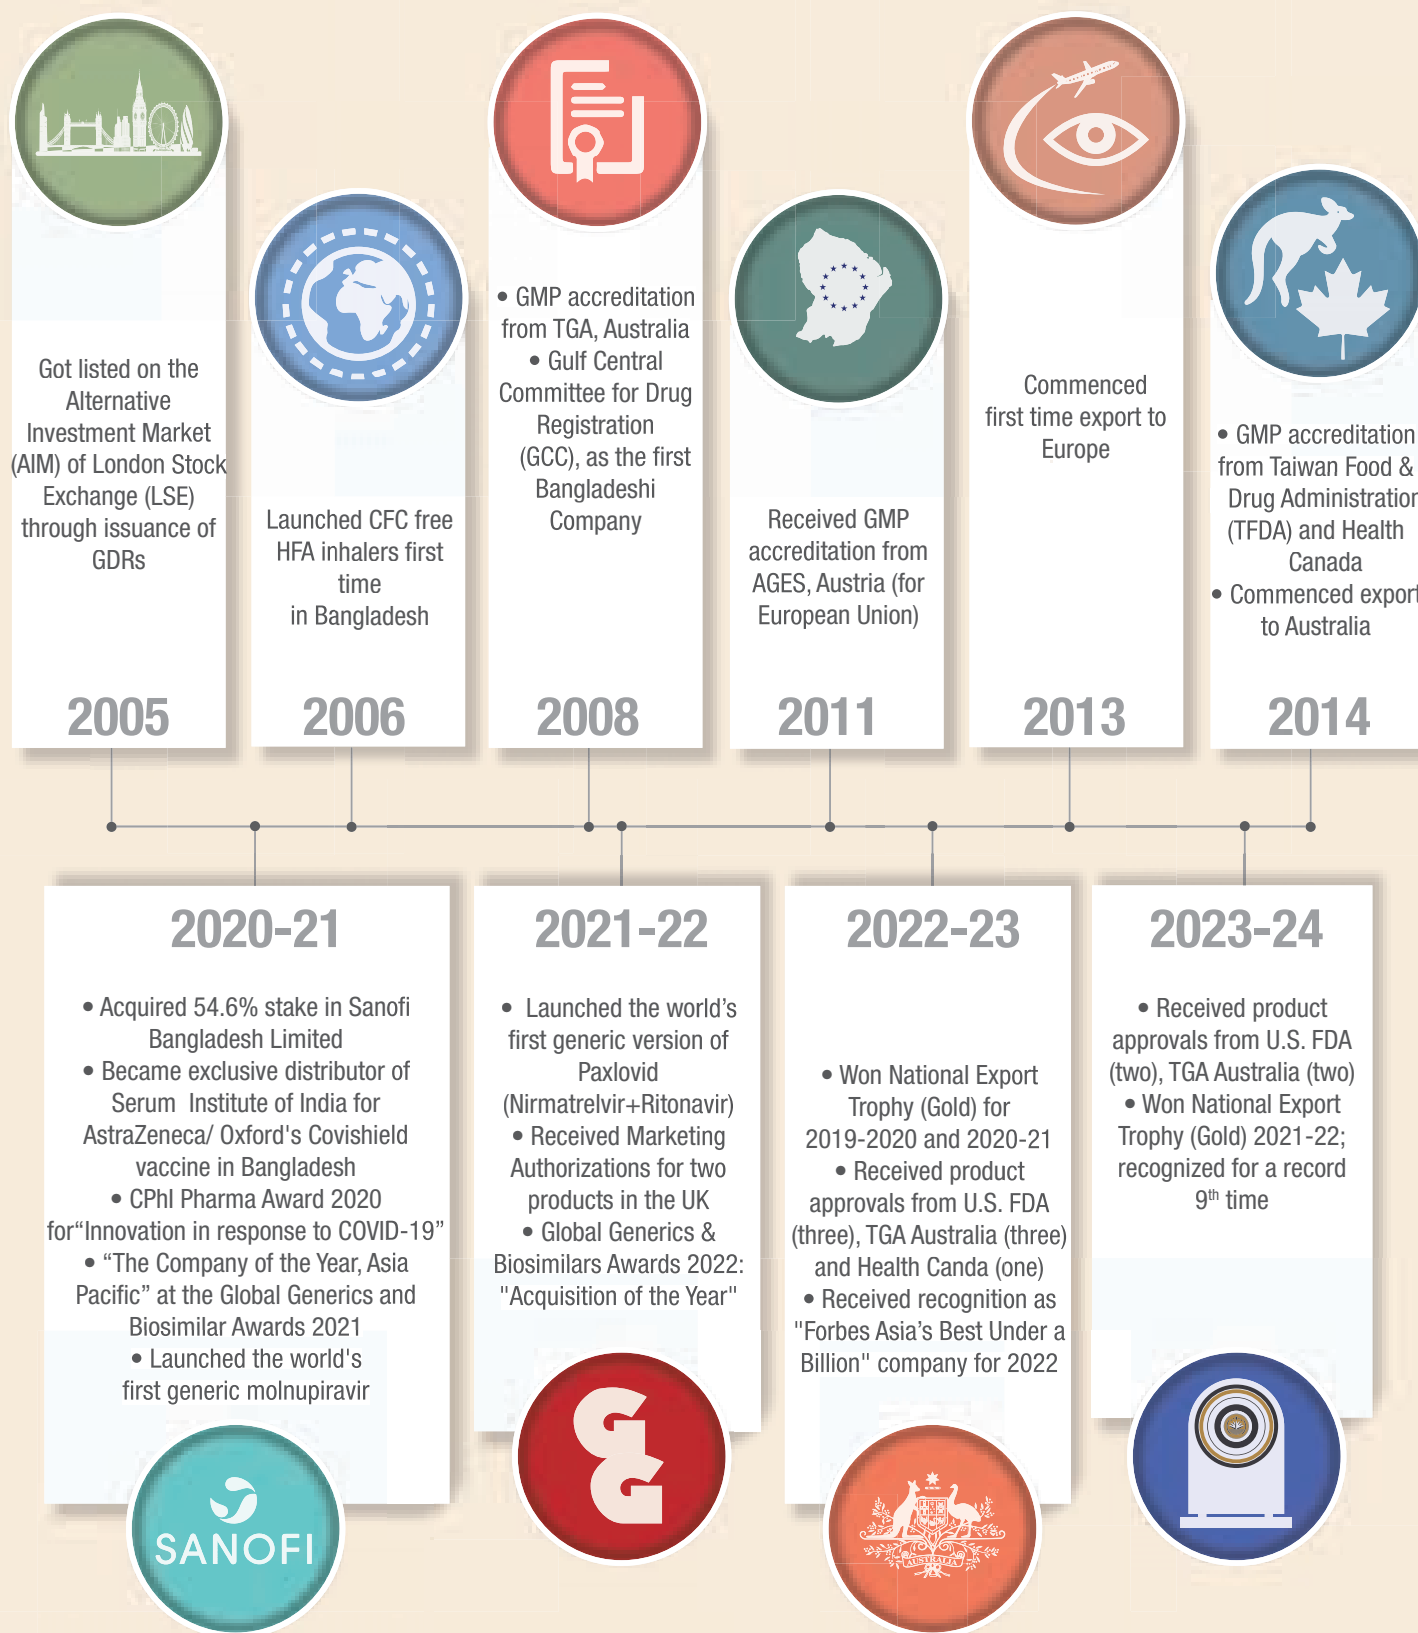 Got listed on the
Alternative
Investment Market
(AIM) of London Stock
Exchange (LSE)
through issuance of
GDRs
2005
Launched CFC free
HFA inhalers first
time
in Bangladesh
2006
• GMP accreditation
from TGA, Australia
• Gulf Central
Committee for Drug
Registration
(GCC), as the first
Bangladeshi
Company
2008
Received GMP
accreditation from
AGES, Austria (for
European Union)
2011
Commenced
first time export to
Europe
2013
• GMP accreditation
from Taiwan Food &
Drug Administration
(TFDA) and Health
Canada
• Commenced export
to Australia
2014
2020-21
• Acquired 54.6% stake in Sanofi
Bangladesh Limited
• Became exclusive distributor of
Serum Institute of India for
AstraZeneca/ Oxford's Covishield
vaccine in Bangladesh
• CPhI Pharma Award 2020
for“Innovation in response to COVID-19”
• “The Company of the Year, Asia
Pacific” at the Global Generics and
Biosimilar Awards 2021
• Launched the world's
first generic molnupiravir
SANOFI
2021-22
• Launched the world’s
first generic version of
Paxlovid
(Nirmatrelvir+Ritonavir)
• Received Marketing
Authorizations for two
products in the UK
• Global Generics &
Biosimilars Awards 2022:
"Acquisition of the Year"
G
G
2022-23
• Won National Export
Trophy (Gold) for
2019-2020 and 2020-21
• Received product
approvals from U.S. FDA
(three), TGA Australia (three)
and Health Canda (one)
• Received recognition as
"Forbes Asia’s Best Under a
Billion" company for 2022
AUSTRALIA
2023-24
• Received product
approvals from U.S. FDA
(two), TGA Australia (two)
• Won National Export
Trophy (Gold) 2021-22;
recognized for a record
9th time